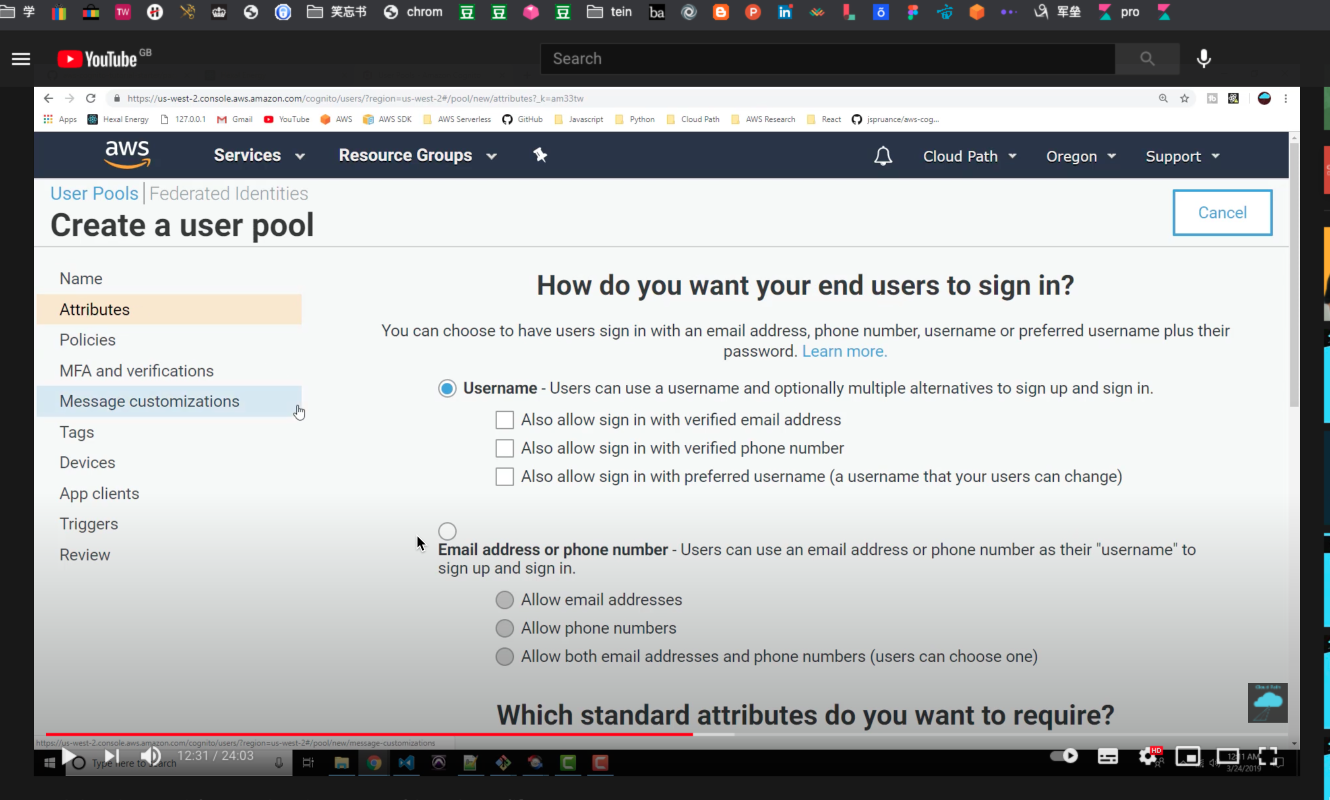 学 TW 笑忘书 chrom 豆 豆 豆 tein ba P in 军垒 pro
YouTube GB Search
https://us-west-2.console.aws.amazon.com/cognito/users/?region=us-west-2#/pool/new/attributes?_k=am33tw
Apps Hexal Energy 127.0.0.1 Gmail YouTube AWS AWS SDK AWS Serverless GitHub Javascript Python Cloud Path AWS Research React jspruance/aws-cog...
aws Services Resource Groups Cloud Path Oregon Support
User Pools Federated Identities
Create a user pool
Cancel
Name
Attributes
Policies
MFA and verifications
Message customizations
Tags
Devices
App clients
Triggers
Review
How do you want your end users to sign in?
You can choose to have users sign in with an email address, phone number, username or preferred username plus their
password. Learn more.
Username - Users can use a username and optionally multiple alternatives to sign up and sign in.
Also allow sign in with verified email address
Also allow sign in with verified phone number
Also allow sign in with preferred username (a username that your users can change)
Email address or phone number - Users can use an email address or phone number as their "username" to
sign up and sign in.
Allow email addresses
Allow phone numbers
Allow both email addresses and phone numbers (users can choose one)
Which standard attributes do you want to require?
https://us-west-2.console.aws.amazon.com/cognito/users/?region=us-west-2#/pool/new/message-customizations
12:31 / 24:03
HD
Type here to search
3/24/2019